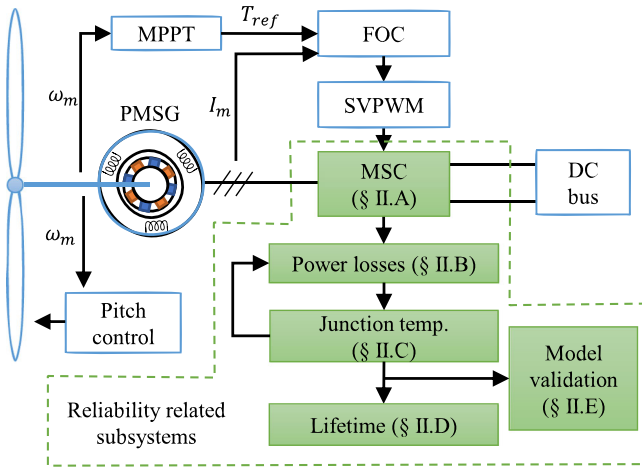 T_ref
MPPT
FOC
ω_m
I_m
PMSG
SVPWM
MSC
(§ II.A)
DC
bus
ω_m
Power losses (§ II.B)
Pitch
control
Junction temp.
(§ II.C)
Model
validation
(§ II.E)
Reliability related
subsystems
Lifetime (§ II.D)